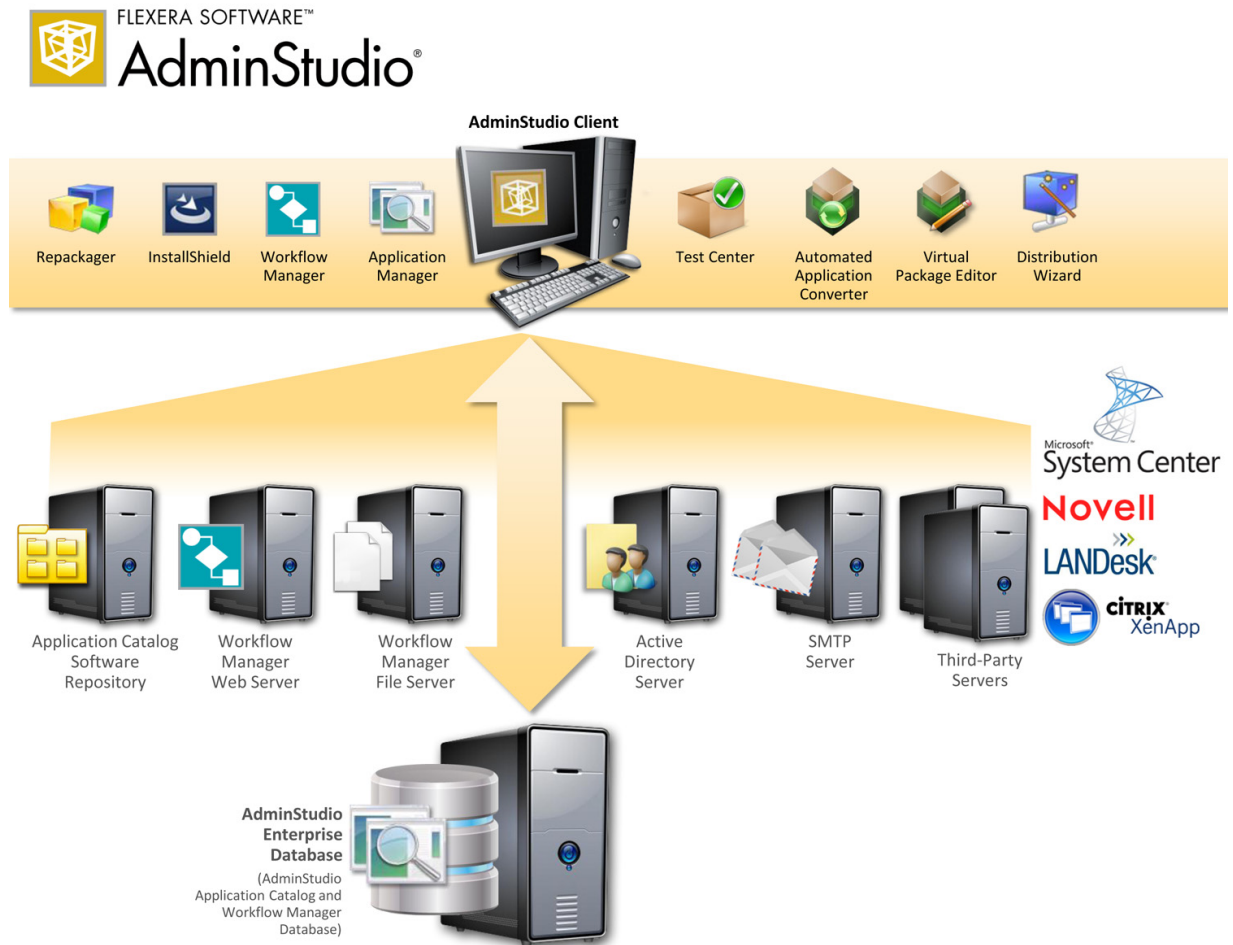 FLEXERA SOFTWARE™
AdminStudio®
AdminStudio Client
Repackager
InstallShield
Workflow
Manager
Application
Manager
Test Center
Automated
Application
Converter
Virtual
Package Editor
Distribution
Wizard
Microsoft®
System Center
Novell
LANDesk®
CİTRIX®
XenApp
Application Catalog
Software
Repository
Workflow
Manager
Web Server
Workflow
Manager
File Server
Active
Directory
Server
SMTP
Server
Third-Party
Servers
AdminStudio
Enterprise
Database
(AdminStudio
Application Catalog and
Workflow Manager
Database)